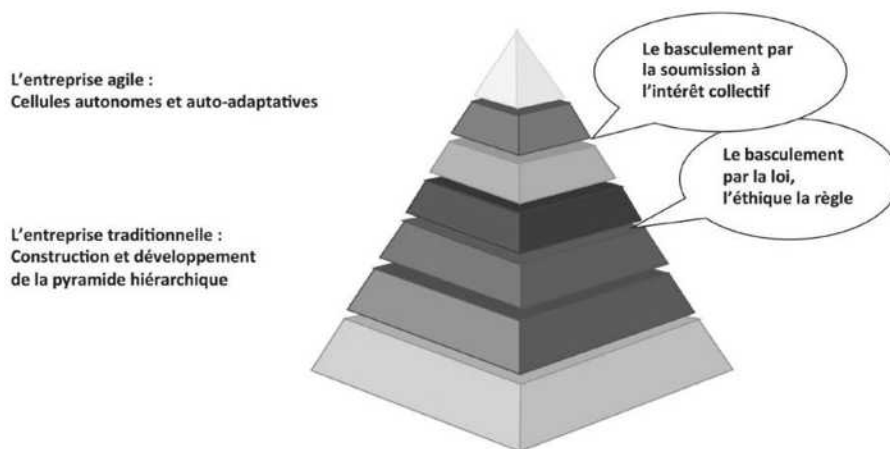 L'entreprise agile :
Cellules autonomes et auto-adaptatives
Le basculement par
la soumission à
l'intérêt collectif
Le basculement
par la loi,
l'éthique la règle
L'entreprise traditionnelle :
Construction et développement
de la pyramide hiérarchique